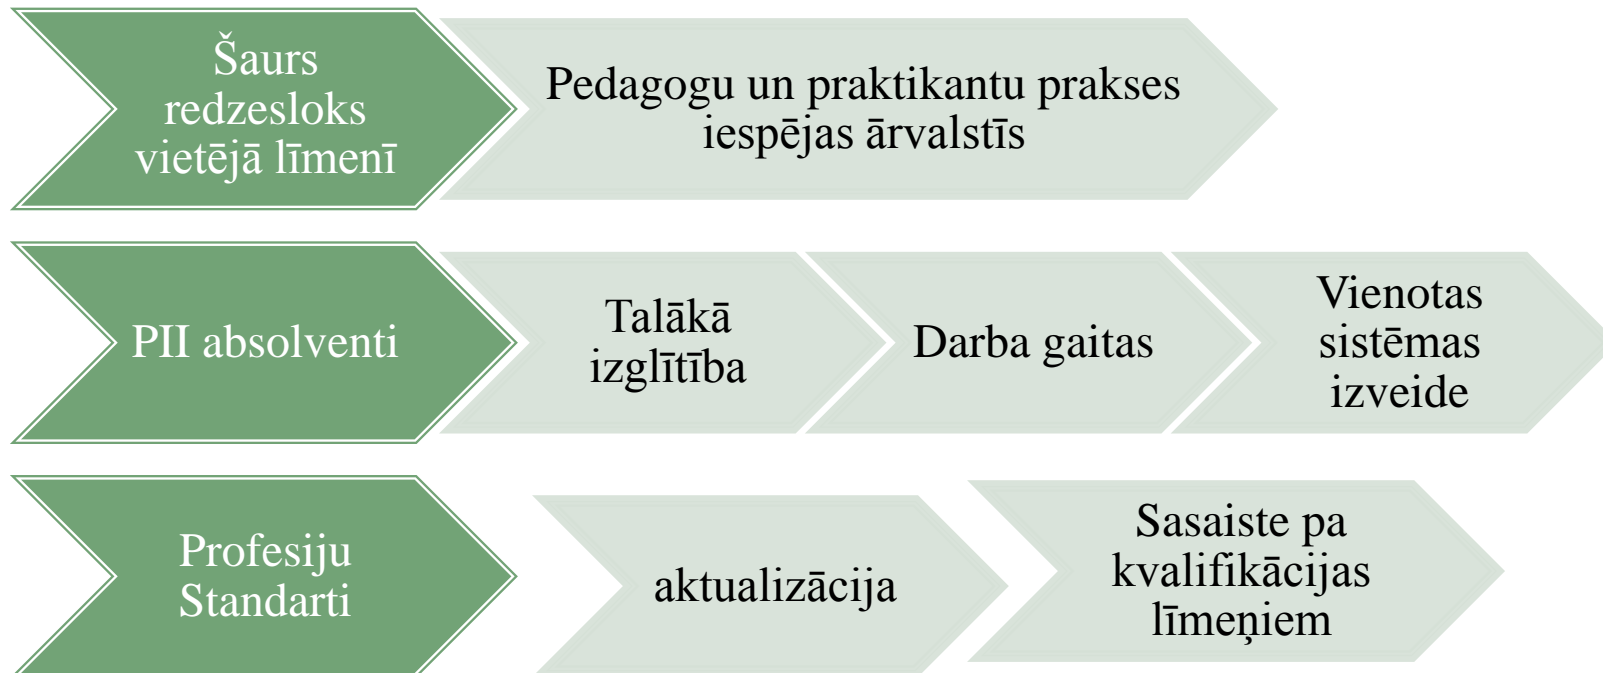 Šaurs
redzesloks
vietējā līmenī
Pedagogu un praktikantu prakses
iespējas ārvalstīs
PII absolventi
Talākā
izglītība
Darba gaitas
Vienotas
sistēmas
izveide
Profesiju
Standarti
aktualizācija
Sasaiste pa
kvalifikācijas
līmeņiem